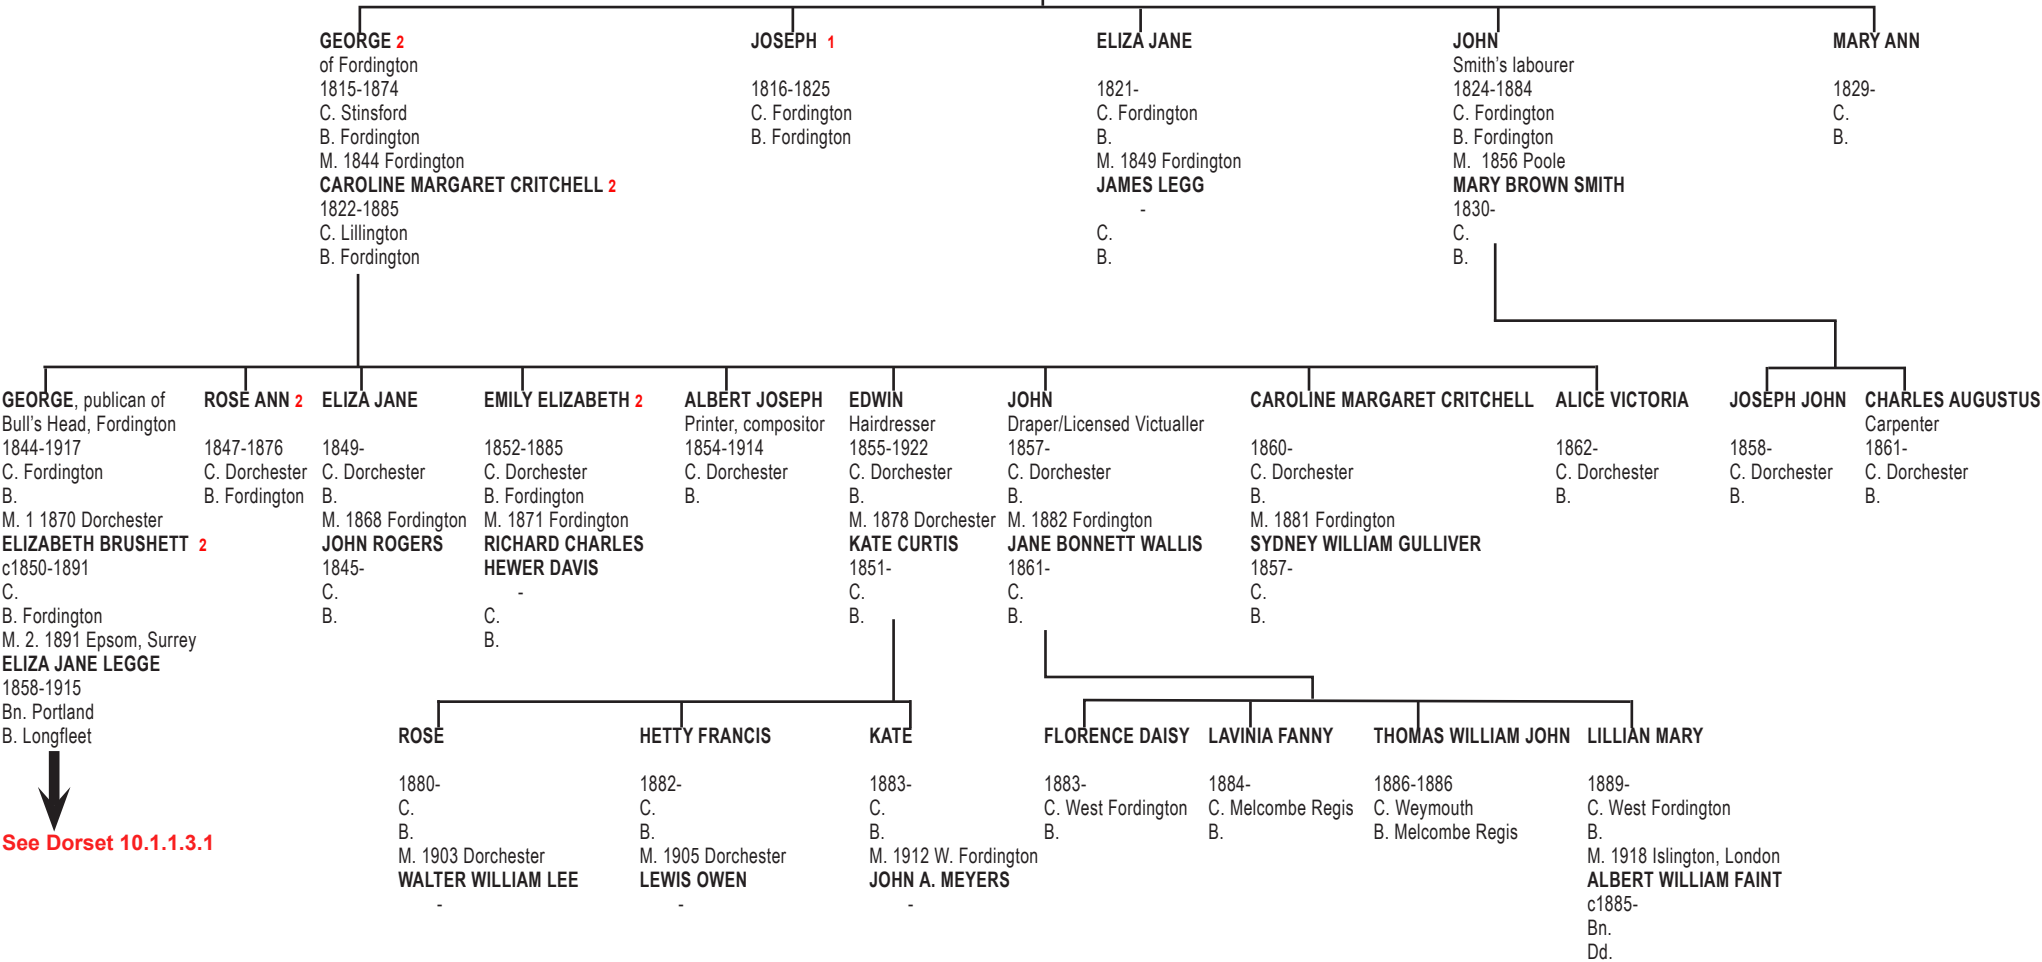 GEORGE 2
of Fordington
1815-1874
C. Stinsford
B. Fordington
M. 1844 Fordington
CAROLINE MARGARET CRITCHELL 2
1822-1885
C. Lillington
B. Fordington
JOSEPH 1
1816-1825
C. Fordington
B. Fordington
ELIZA JANE
1821-
C. Fordington
B.
M. 1849 Fordington
JAMES LEGG
-
C.
B.
JOHN
Smith's labourer
1824-1884
C. Fordington
B. Fordington
M. 1856 Poole
MARY BROWN SMITH
1830-
C.
B.
MARY ANN
1829-
C.
B.
GEORGE, publican of
Bull's Head, Fordington
1844-1917
C. Fordington
B.
M. 1 1870 Dorchester
ELIZABETH BRUSHETT 2
c1850-1891
C.
B. Fordington
M. 2. 1891 Epsom, Surrey
ELIZA JANE LEGGE
1858-1915
Bn. Portland
B. Longfleet
See Dorset 10.1.1.3.1
ROSE ANN 2
1847-1876
C. Dorchester
B. Fordington
ELIZA JANE
1849-
C. Dorchester
B.
M. 1868 Fordington
JOHN ROGERS
1845-
C.
B.
EMILY ELIZABETH 2
1852-1885
C. Dorchester
B. Fordington
M. 1871 Fordington
RICHARD CHARLES
HEWER DAVIS
-
C.
B.
ALBERT JOSEPH
Printer, compositor
1854-1914
C. Dorchester
B.
EDWIN
Hairdresser
1855-1922
C. Dorchester
B.
M. 1878 Dorchester
KATE CURTIS
1851-
C.
B.
JOHN
Draper/Licensed Victualler
1857-
C. Dorchester
B.
M. 1882 Fordington
JANE BONNETT WALLIS
1861-
C.
B.
CAROLINE MARGARET CRITCHELL
1860-
C. Dorchester
B.
M. 1881 Fordington
SYDNEY WILLIAM GULLIVER
1857-
C.
B.
ALICE VICTORIA
1862-
C. Dorchester
B.
JOSEPH JOHN
1858-
C. Dorchester
B.
CHARLES AUGUSTUS
Carpenter
1861-
C. Dorchester
B.
ROSE
1880-
C.
B.
M. 1903 Dorchester
WALTER WILLIAM LEE
-
HETTY FRANCIS
1882-
C.
B.
M. 1905 Dorchester
LEWIS OWEN
-
KATE
1883-
C.
B.
M. 1912 W. Fordington
JOHN A. MEYERS
-
FLORENCE DAISY
1883-
C. West Fordington
B.
LAVINIA FANNY
1884-
C. Melcombe Regis
B.
THOMAS WILLIAM JOHN
1886-1886
C. Weymouth
B. Melcombe Regis
LILLIAN MARY
1889-
C. West Fordington
B.
M. 1918 Islington, London
ALBERT WILLIAM FAINT
c1885-
Bn.
Dd.